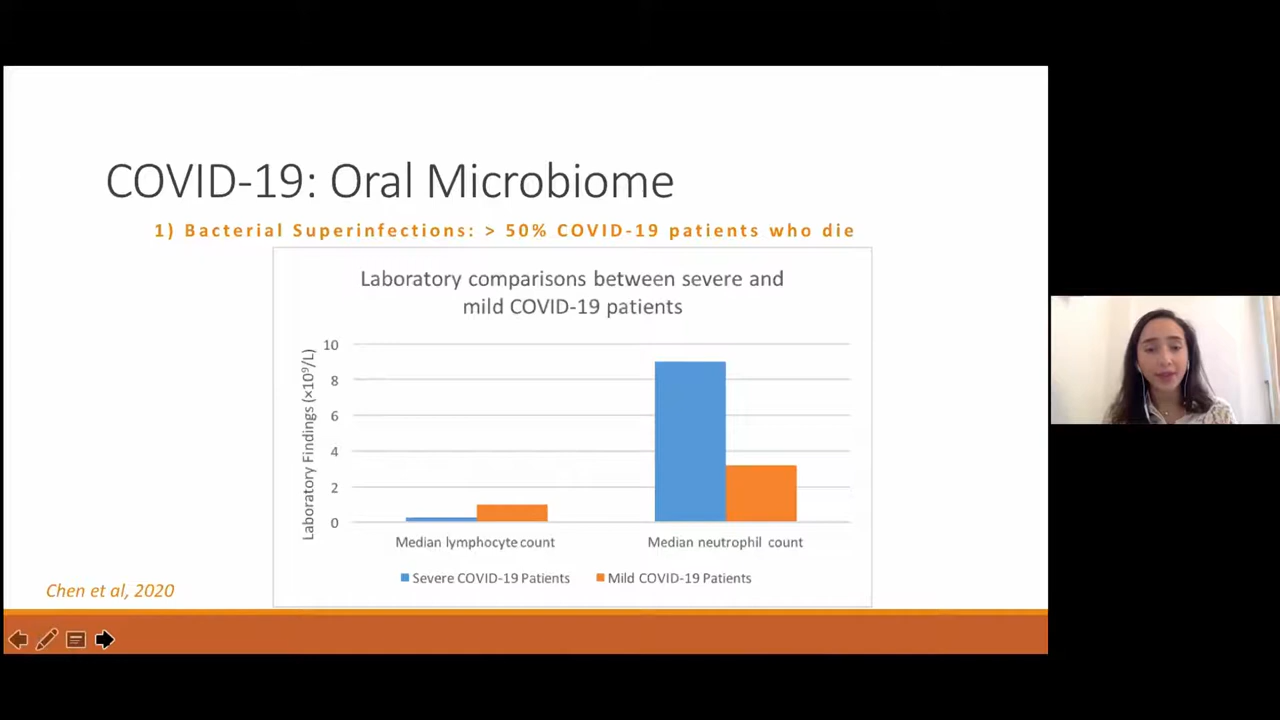 COVID-19: Oral Microbiome
1) Bacterial Superinfections: > 50% COVID-19 patients who die
Laboratory comparisons between severe and
mild COVID-19 patients
Laboratory Findings (×10⁹/L)
10
8
6
4
2
0
Median lymphocyte count
Median neutrophil count
Severe COVID-19 Patients
Mild COVID-19 Patients
Chen et al, 2020